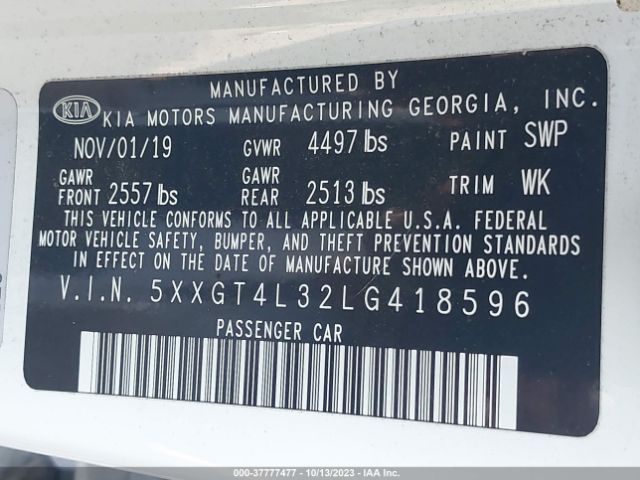 MANUFACTURED BY
KIA KIA MOTORS MANUFACTURING GEORGIA, INC.
NOV/01/19 GVWR 4497 lbs PAINT SWP
GAWR FRONT 2557 lbs GAWR REAR 2513 lbs TRIM WK
THIS VEHICLE CONFORMS TO ALL APPLICABLE U.S.A. FEDERAL
MOTOR VEHICLE SAFETY, BUMPER, AND THEFT PREVENTION STANDARDS
IN EFFECT ON THE DATE OF MANUFACTURE SHOWN ABOVE.
V.I.N. 5XXGT4L32LG418596
PASSENGER CAR
000-37777477 - 10/13/2023 - IAA Inc.